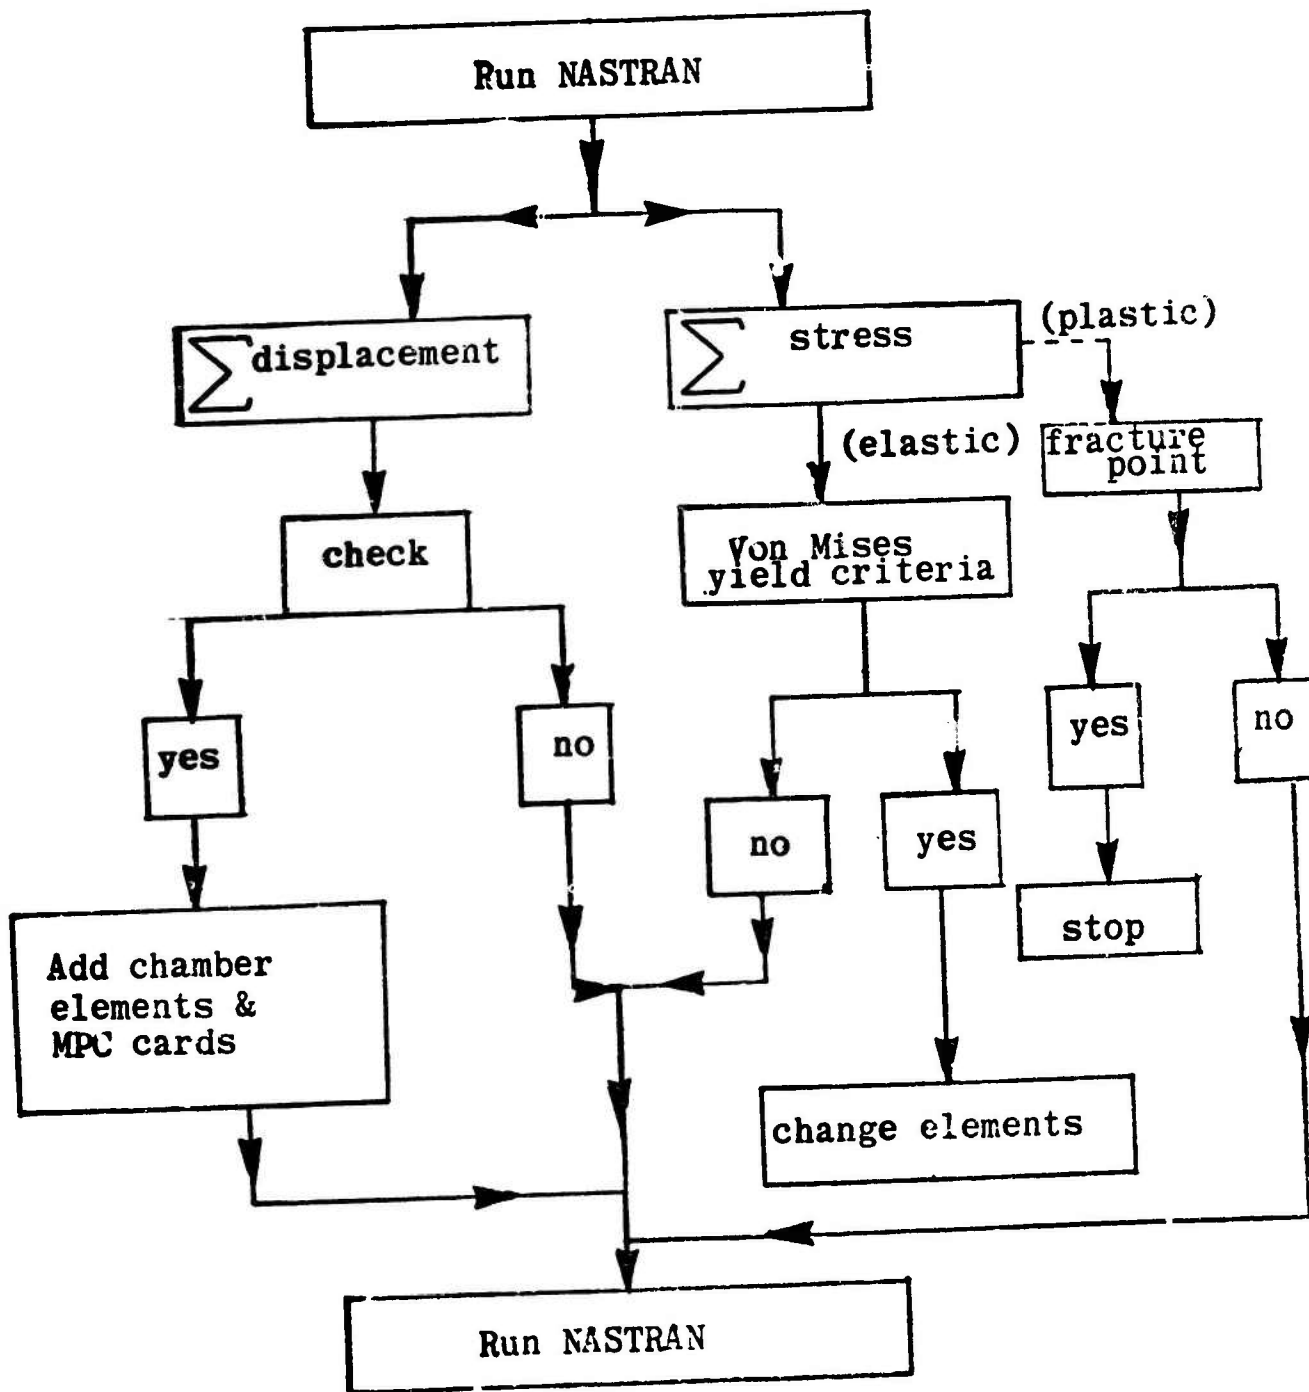 Run NASTRAN
∑ displacement
∑ stress
(plastic)
(elastic)
fracture
point
check
Von Mises
yield criteria
yes
no
yes
no
no
yes
stop
Add chamber
elements &
MPC cards
change elements
Run NASTRAN